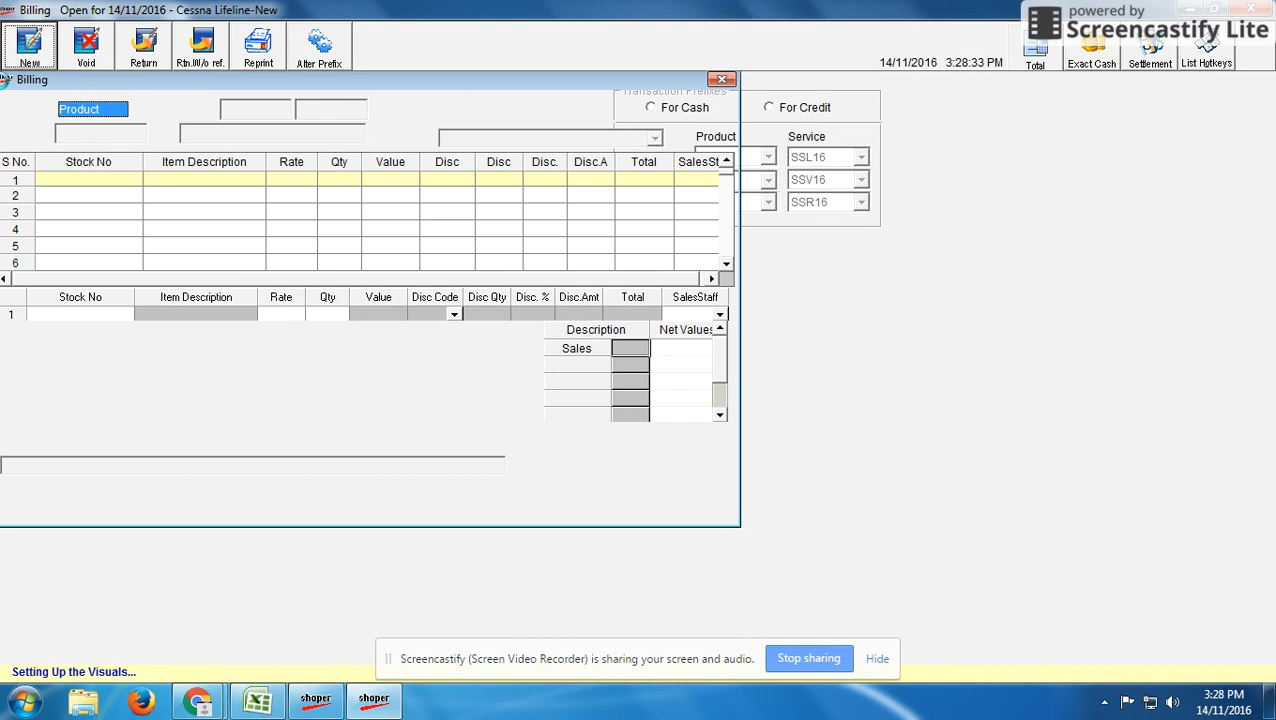 Billing Open for 14/11/2016 - Cessna Lifeline-New
powered by
Screencastify Lite
New Void Return Rtn.W/o ref. Reprint Alter Prefix
14/11/2016 3:28:33 PM
Total Exact Cash Settlement List Hotkeys
Billing
Transaction Prefixes
Product
For Cash For Credit
Product Service
S No. Stock No Item Description Rate Qty Value Disc Disc Disc. Disc.A Total SalesSt
SSL16
1
SSV16
2
SSR16
3
4
5
6
Stock No Item Description Rate Qty Value Disc Code Disc Qty Disc. % Disc.Amt Total SalesStaff
1
Description Net Values
Sales
Screencastify (Screen Video Recorder) is sharing your screen and audio. Stop sharing Hide
Setting Up the Visuals...
shoper shoper
3:28 PM
14/11/2016